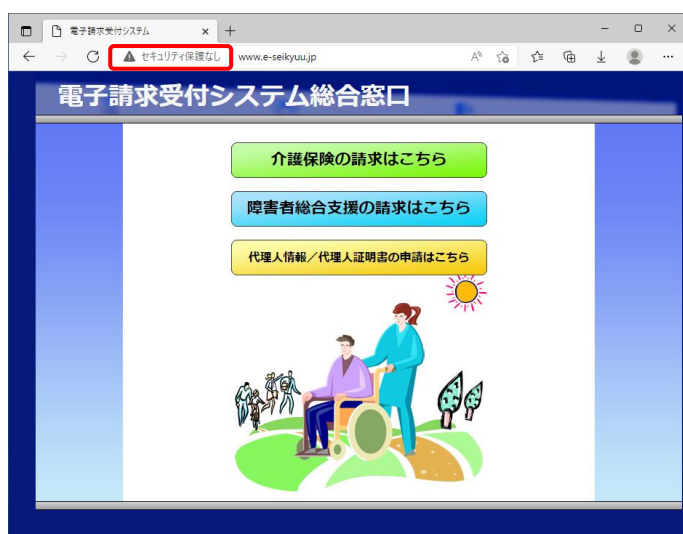 電子請求受付システム
セキュリティ保護なし
www.e-seikyuu.jp
電子請求受付システム総合窓口
介護保険の請求はこちら
障害者総合支援の請求はこちら
代理人情報／代理人証明書の申請はこちら